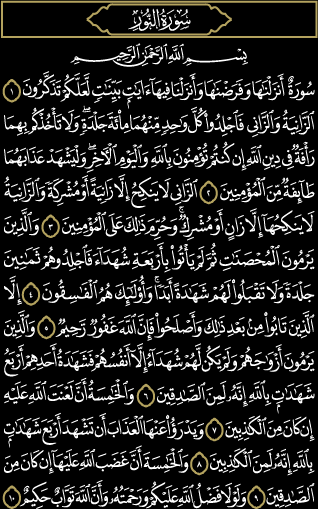 سُورَةُ النُّورِ
بِسْمِ اللَّهِ الرَّحْمَٰنِ الرَّحِيمِ
سُورَةٌ أَنزَلْنَٰهَا وَفَرَضْنَٰهَا وَأَنزَلْنَا فِيهَآ ءَايَٰتٍۭ بَيِّنَٰتٍ لَّعَلَّكُمْ تَذَكَّرُونَ ١
ٱلزَّانِيَةُ وَٱلزَّانِى فَٱجْلِدُوا۟ كُلَّ وَٰحِدٍ مِّنْهُمَا مِا۟ئَةَ جَلْدَةٍ ۖ وَلَا تَأْخُذْكُم بِهِمَا
رَأْفَةٌ فِى دِينِ ٱللَّهِ إِن كُنتُمْ تُؤْمِنُونَ بِٱللَّهِ وَٱلْيَوْمِ ٱلْءَاخِرِ ۖ وَلْيَشْهَدْ عَذَابَهُمَا
طَآئِفَةٌ مِّنَ ٱلْمُؤْمِنِينَ ٢ ٱلزَّانِى لَا يَنكِحُ إِلَّا زَانِيَةً أَوْ مُشْرِكَةً وَٱلزَّانِيَةُ
لَا يَنكِحُهَآ إِلَّا زَانٍ أَوْ مُشْرِكٌ ۚ وَحُرِّمَ ذَٰلِكَ عَلَى ٱلْمُؤْمِنِينَ ٣ وَٱلَّذِينَ
يَرْمُونَ ٱلْمُحْصَنَٰتِ ثُمَّ لَمْ يَأْتُوا۟ بِأَرْبَعَةِ شُهَدَآءَ فَٱجْلِدُوهُمْ ثَمَٰنِينَ
جَلْدَةً وَلَا تَقْبَلُوا۟ لَهُمْ شَهَٰدَةً أَبَدًا ۚ وَأُو۟لَٰٓئِكَ هُمُ ٱلْفَٰسِقُونَ ٤ إِلَّا
ٱلَّذِينَ تَابُوا۟ مِنۢ بَعْدِ ذَٰلِكَ وَأَصْلَحُوا۟ فَإِنَّ ٱللَّهَ غَفُورٌ رَّحِيمٌ ٥ وَٱلَّذِينَ
يَرْمُونَ أَزْوَٰجَهُمْ وَلَمْ يَكُن لَّهُمْ شُهَدَآءُ إِلَّآ أَنفُسُهُمْ فَشَهَٰدَةُ أَحَدِهِمْ أَرْبَعُ
شَهَٰدَٰتٍۭ بِٱللَّهِ ۙ إِنَّهُۥ لَمِنَ ٱلصَّٰدِقِينَ ٦ وَٱلْخَٰمِسَةُ أَنَّ لَعْنَتَ ٱللَّهِ عَلَيْهِ
إِن كَانَ مِنَ ٱلْكَٰذِبِينَ ٧ وَيَدْرَؤُا۟ عَنْهَا ٱلْعَذَابَ أَن تَشْهَدَ أَرْبَعَ شَهَٰدَٰتٍۭ
بِٱللَّهِ ۙ إِنَّهُۥ لَمِنَ ٱلْكَٰذِبِينَ ٨ وَٱلْخَٰمِسَةَ أَنَّ غَضَبَ ٱللَّهِ عَلَيْهَآ إِن كَانَ مِنَ
ٱلصَّٰدِقِينَ ٩ وَلَوْلَا فَضْلُ ٱللَّهِ عَلَيْكُمْ وَرَحْمَتُهُۥ وَأَنَّ ٱللَّهَ تَوَّابٌ حَكِيمٌ ١٠